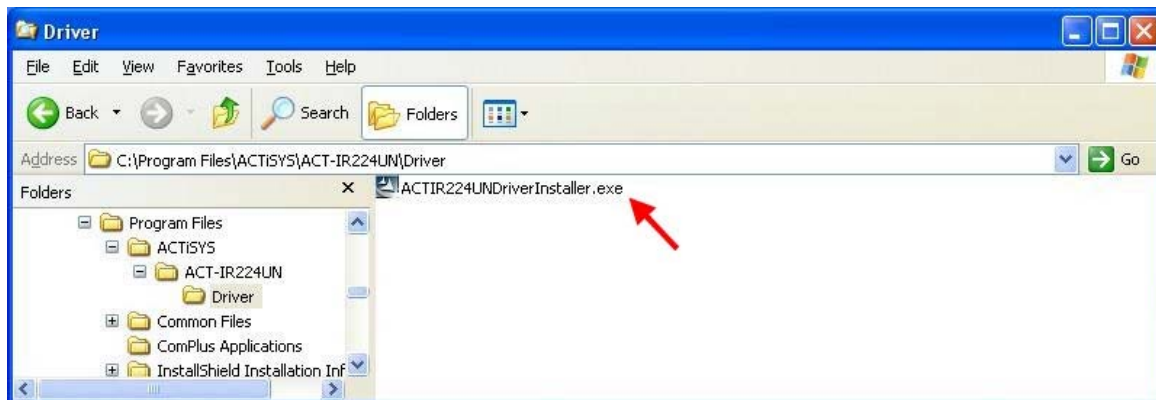 Driver
File Edit View Favorites Tools Help
Back Search Folders
Address C:\Program Files\ACTiSYS\ACT-IR224UN\Driver Go
Folders
ACTIR224UNDriverInstaller.exe
Program Files
ACTiSYS
ACT-IR224UN
Driver
Common Files
ComPlus Applications
InstallShield Installation Inf